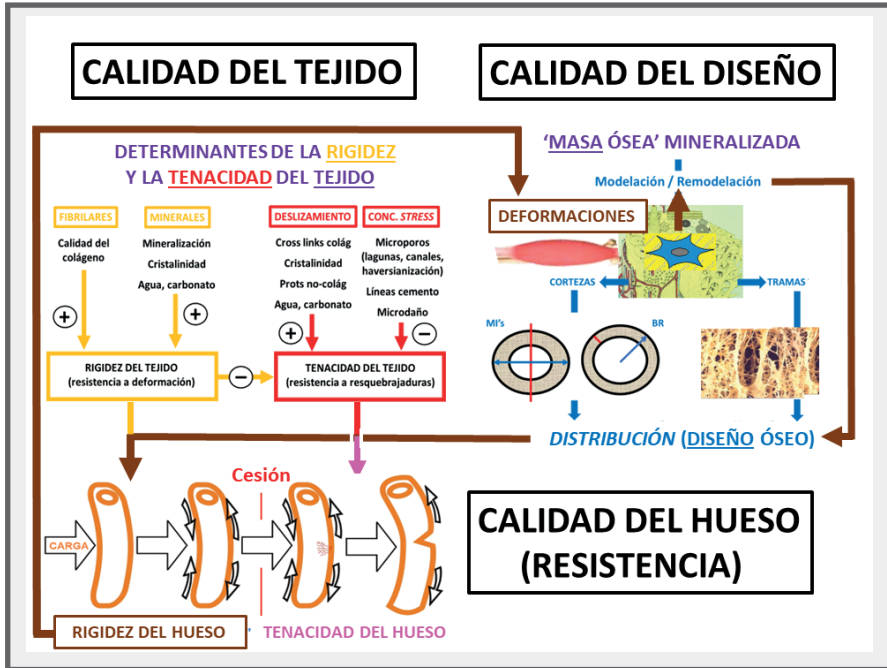 CALIDAD DEL TEJIDO
CALIDAD DEL DISEÑO
DETERMINANTES DE LA RIGIDEZ
Y LA TENACIDAD DEL TEJIDO
FIBRILARES
Calidad del
colágeno
MINERALES
Mineralización
Cristalinidad
Agua, carbonato
DESLIZAMIENTO
Cross links colág
Cristalinidad
Prots no-colág
Agua, carbonato
CONC. STRESS
Microporos
(lagunas, canales,
haversianización)
Líneas cemento
Microdaño
+
+
+
−
RIGIDEZ DEL TEJIDO
(resistencia a deformación)
−
TENACIDAD DEL TEJIDO
(resistencia a resquebrajaduras)
'MASA ÓSEA' MINERALIZADA
Modelación / Remodelación
DEFORMACIONES
CORTEZAS
TRAMAS
MI's
BR
DISTRIBUCIÓN (DISEÑO ÓSEO)
Cesión
CARGA
CALIDAD DEL HUESO
(RESISTENCIA)
RIGIDEZ DEL HUESO
TENACIDAD DEL HUESO